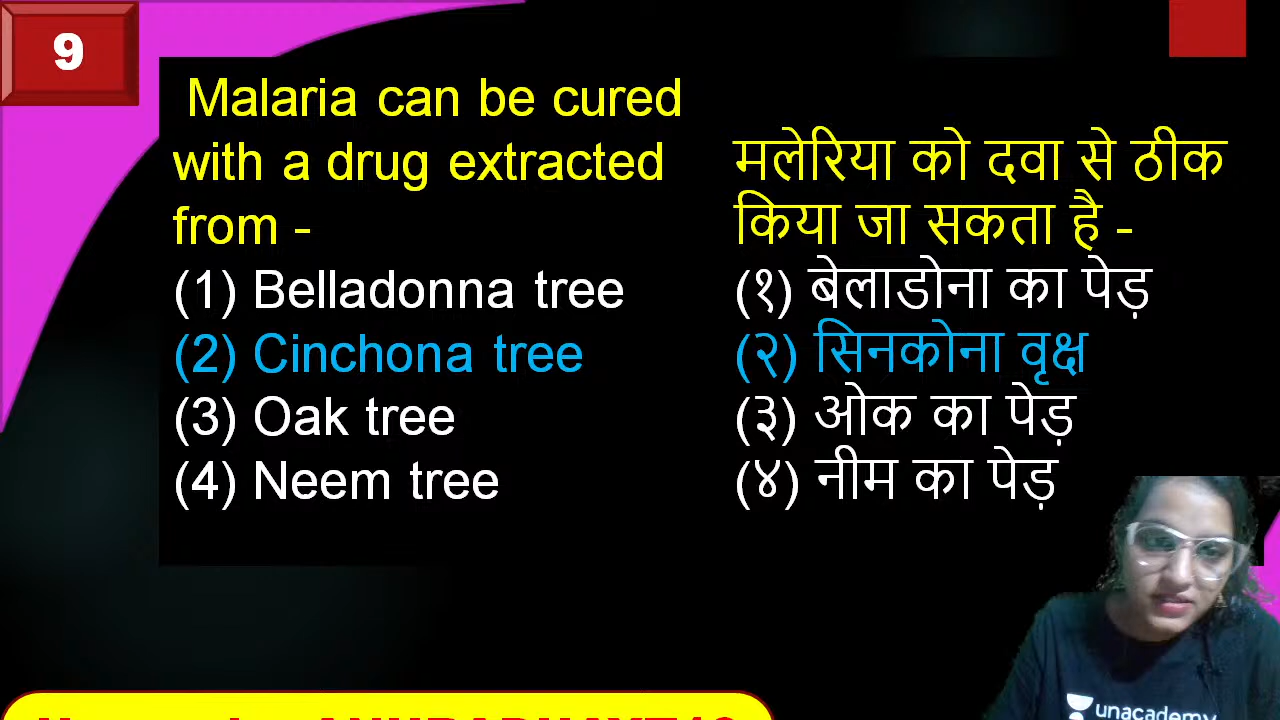 9
Malaria can be cured
with a drug extracted
from -
(1) Belladonna tree
(2) Cinchona tree
(3) Oak tree
(4) Neem tree
मलेरिया को दवा से ठीक
किया जा सकता है -
(१) बेलाडोना का पेड़
(२) सिनकोना वृक्ष
(३) ओक का पेड़
(४) नीम का पेड़
unacademy